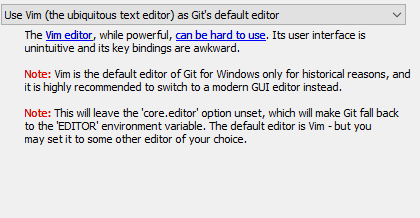 Use Vim (the ubiquitous text editor) as Git's default editor
The Vim editor, while powerful, can be hard to use. Its user interface is
unintuitive and its key bindings are awkward.
Note: Vim is the default editor of Git for Windows only for historical reasons, and
it is highly recommended to switch to a modern GUI editor instead.
Note: This will leave the 'core.editor' option unset, which will make Git fall back
to the 'EDITOR' environment variable. The default editor is Vim - but you
may set it to some other editor of your choice.